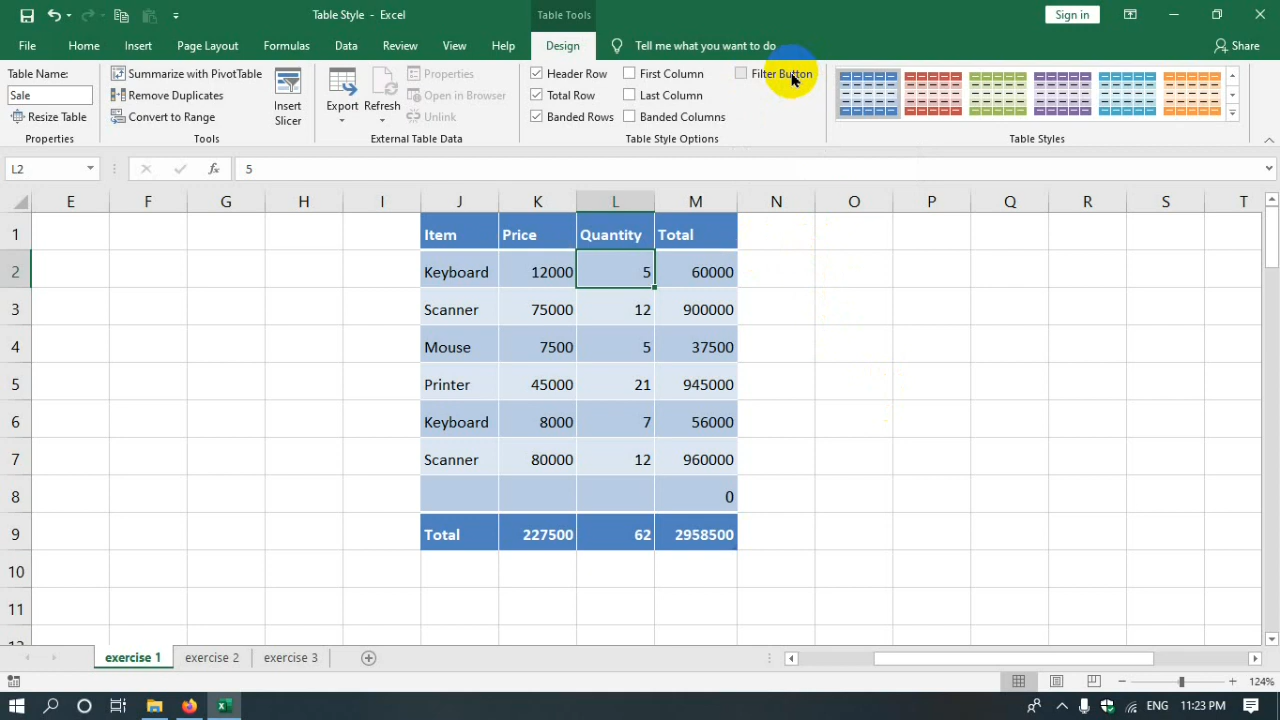 Table Style - Excel
Table Tools
Sign in
File Home Insert Page Layout Formulas Data Review View Help Design Tell me what you want to do Share
Table Name:
Sale
Resize Table
Properties
Summarize with PivotTable
Remove Duplicates
Convert to Range
Tools
Insert Slicer
Export
Refresh
Properties
Open in Browser
Unlink
External Table Data
Header Row
Total Row
Banded Rows
First Column
Last Column
Banded Columns
Filter Button
Table Style Options
Table Styles
L2
fx
5
E F G H I J K L M N O P Q R S T
1 Item Price Quantity Total
2 Keyboard 12000 5 60000
3 Scanner 75000 12 900000
4 Mouse 7500 5 37500
5 Printer 45000 21 945000
6 Keyboard 8000 7 56000
7 Scanner 80000 12 960000
8 0
9 Total 227500 62 2958500
10
11
exercise 1 exercise 2 exercise 3
124%
ENG 11:23 PM